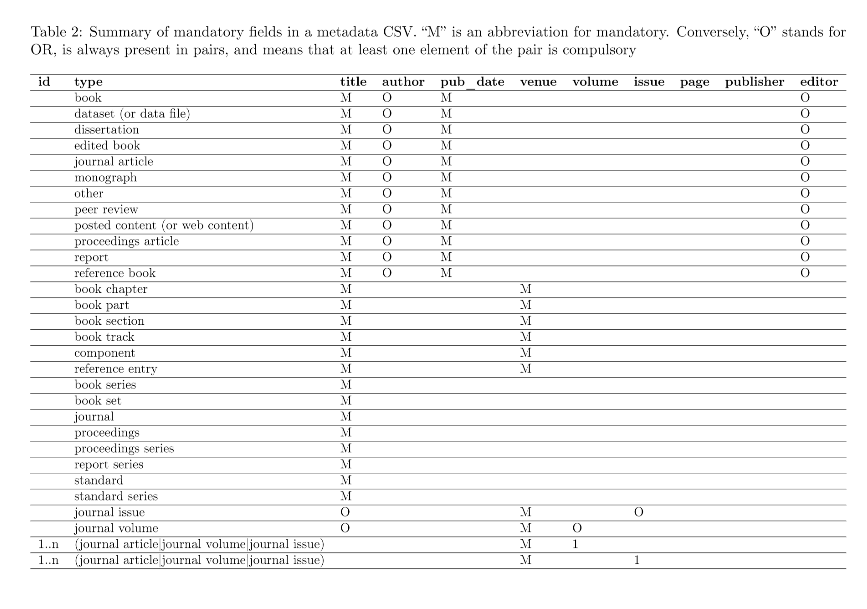 Table 2: Summary of mandatory fields in a metadata CSV. “M” is an abbreviation for mandatory. Conversely, “O” stands for
OR, is always present in pairs, and means that at least one element of the pair is compulsory
id type title author pub_date venue volume issue page publisher editor
book M O M O
dataset (or data file) M O M O
dissertation M O M O
edited book M O M O
journal article M O M O
monograph M O M O
other M O M O
peer review M O M O
posted content (or web content) M O M O
proceedings article M O M O
report M O M O
reference book M O M O
book chapter M M
book part M M
book section M M
book track M M
component M M
reference entry M M
book series M
book set M
journal M
proceedings M
proceedings series M
report series M
standard M
standard series M
journal issue O M O
journal volume O M O
1..n (journal article|journal volume|journal issue) M 1
1..n (journal article|journal volume|journal issue) M 1